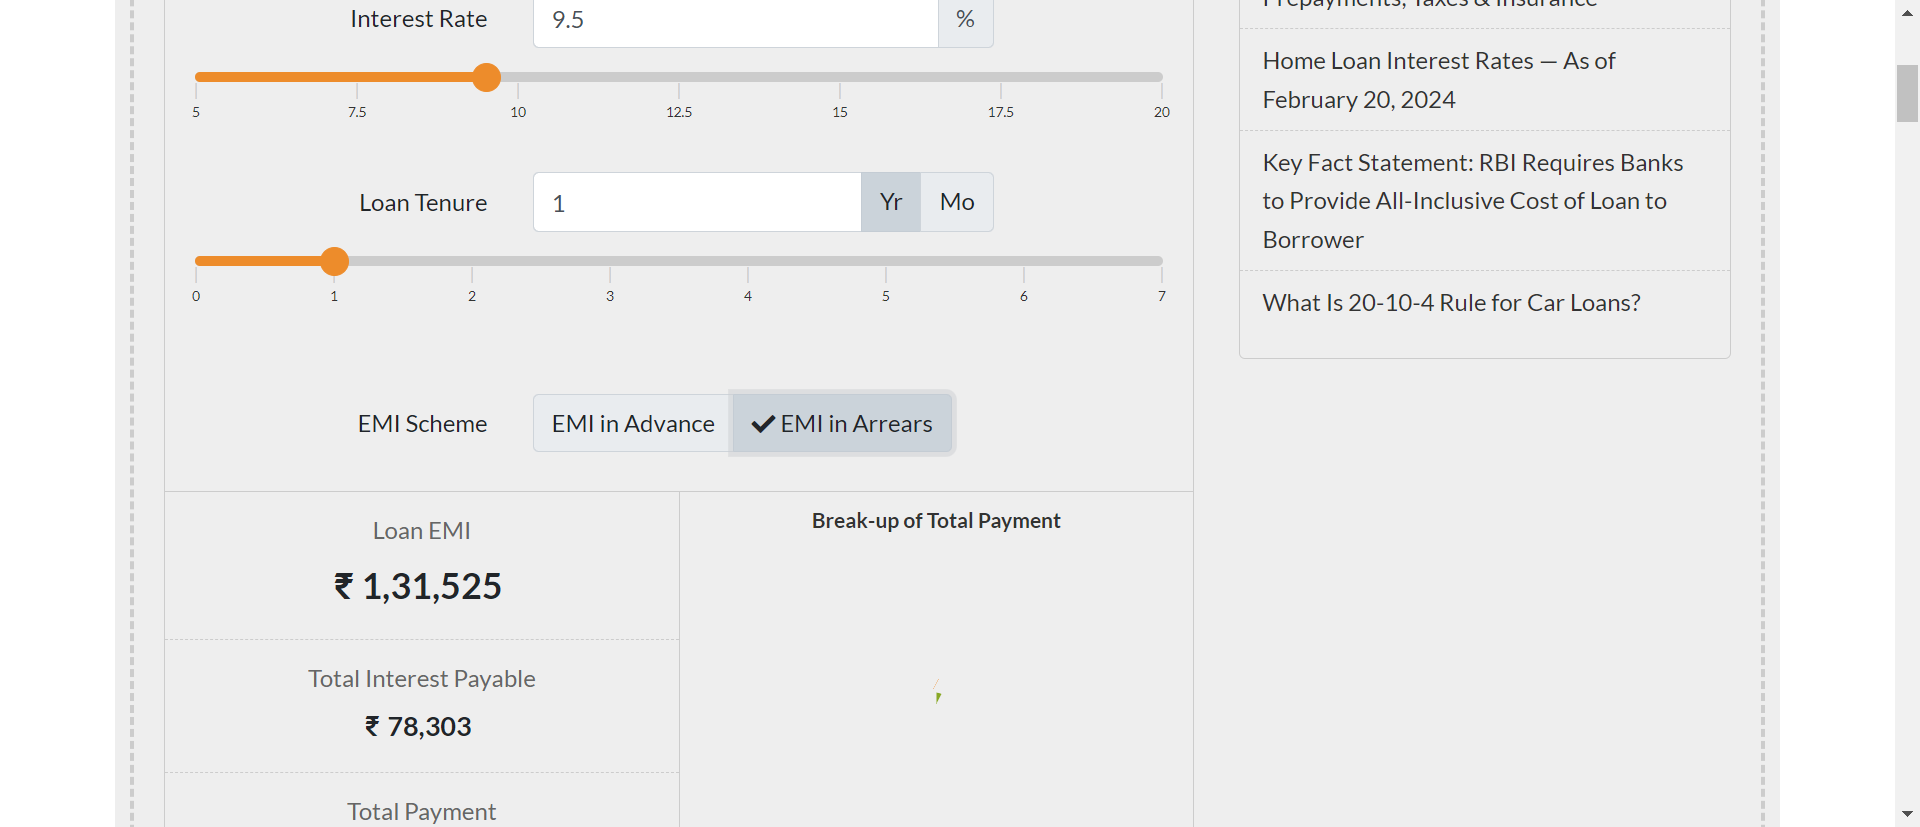 Interest Rate
9.5
%
5 7.5 10 12.5 15 17.5 20
Loan Tenure
1
Yr
Mo
0 1 2 3 4 5 6 7
EMI Scheme
EMI in Advance
EMI in Arrears
Loan EMI
₹ 1,31,525
Total Interest Payable
₹ 78,303
Total Payment
Break-up of Total Payment
Prepayments, Taxes & Insurance
Home Loan Interest Rates — As of
February 20, 2024
Key Fact Statement: RBI Requires Banks
to Provide All-Inclusive Cost of Loan to
Borrower
What Is 20-10-4 Rule for Car Loans?